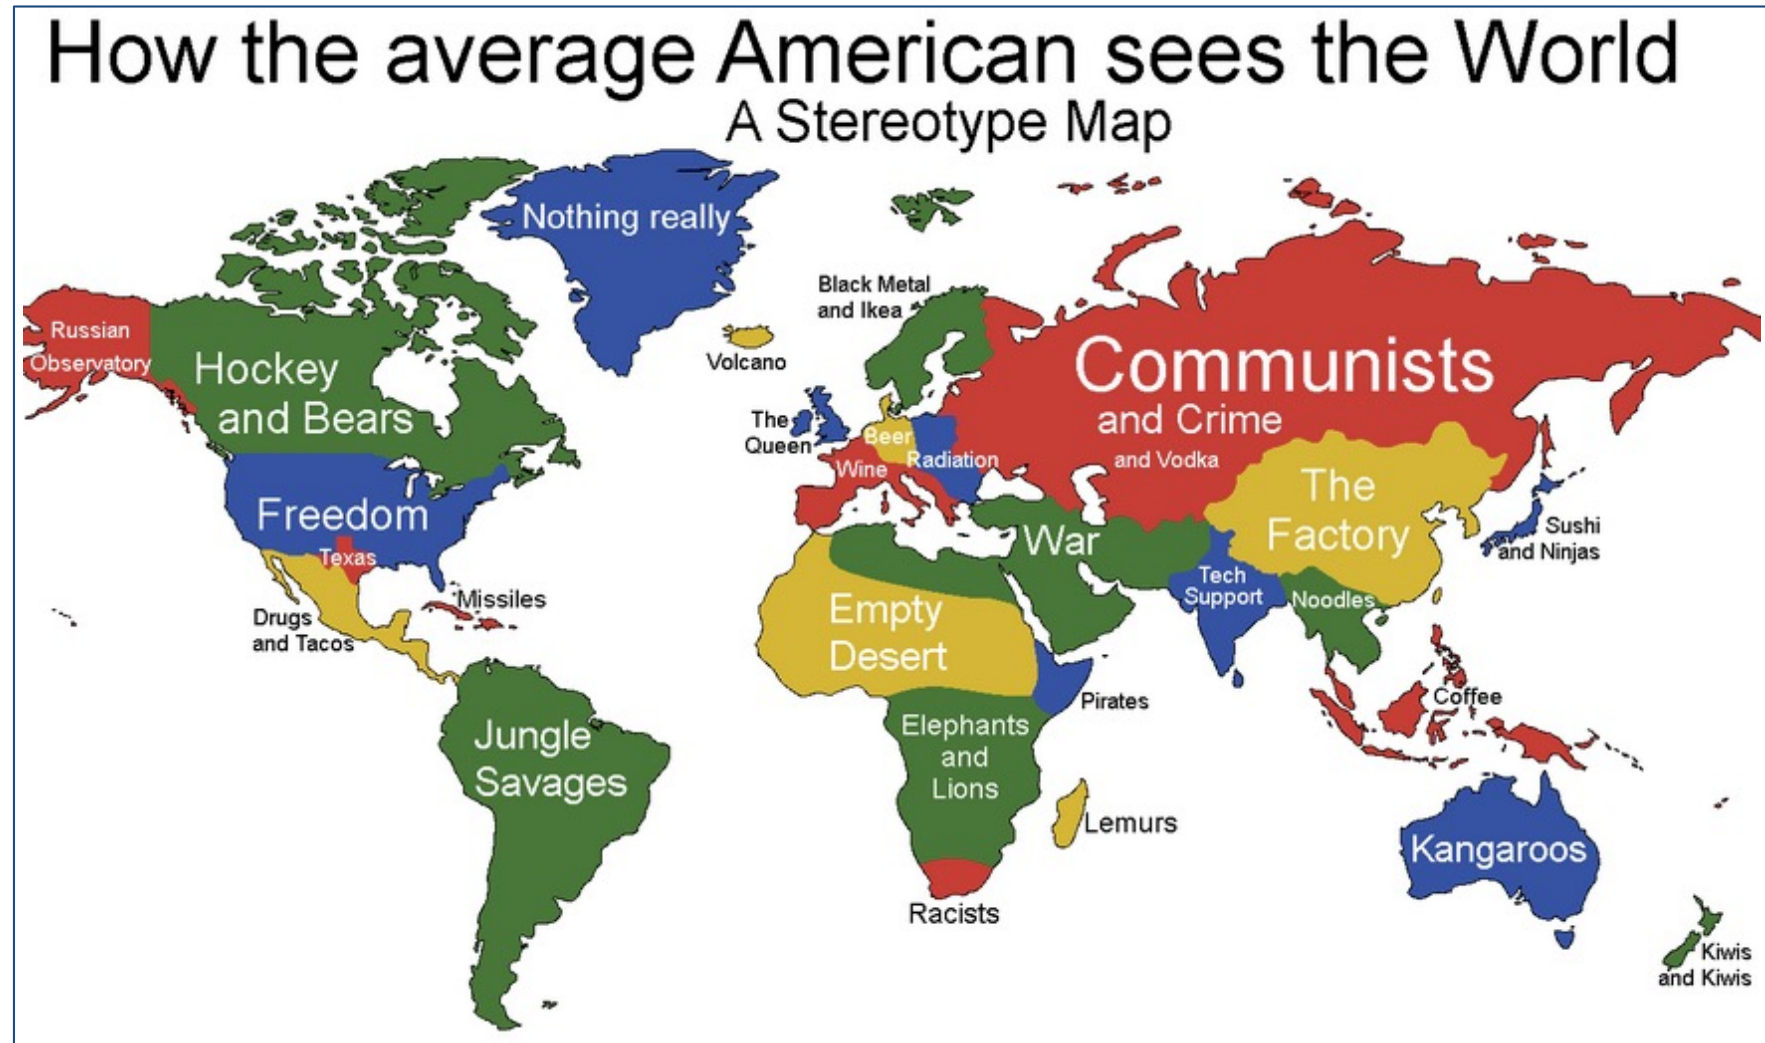 How the average American sees the World
A Stereotype Map
Nothing really
Russian
Observatory
Hockey
and Bears
Freedom
Texas
Drugs
and Tacos
Missiles
Jungle
Savages
Black Metal
and Ikea
Volcano
The
Queen
Beer
Wine
Radiation
Communists
and Crime
and Vodka
The
Factory
War
Sushi
and Ninjas
Tech
Support
Noodles
Empty
Desert
Pirates
Coffee
Elephants
and
Lions
Lemurs
Racists
Kangaroos
Kiwis
and Kiwis